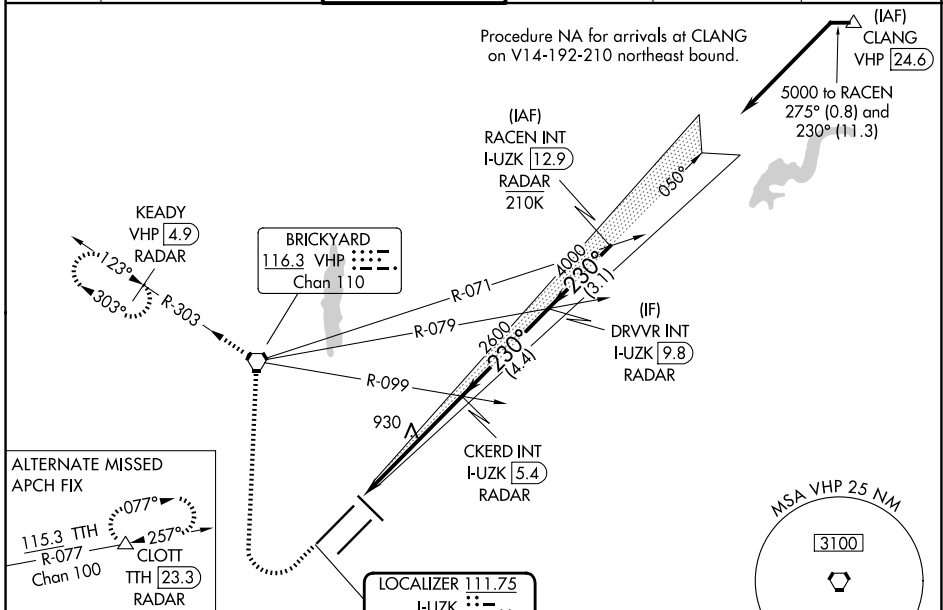 Procedure NA for arrivals at CLANG
on V14-192-210 northeast bound.
(IAF)
CLANG
VHP 24.6
5000 to RACEN
275° (0.8) and
230° (11.3)
(IAF)
RACEN INT
I-UZK 12.9
RADAR
210K
050°
KEADY
VHP 4.9
RADAR
123°
303°
R-303
BRICKYARD
116.3 VHP
Chan 110
R-071
R-079
R-099
4000
230°
(3.1)
2600
230°
(4.4)
(IF)
DRVVR INT
I-UZK 9.8
RADAR
930
CKERD INT
I-UZK 5.4
RADAR
ALTERNATE MISSED
APCH FIX
077°
257°
115.3 TTH
R-077
Chan 100
CLOTT
TTH 23.3
RADAR
LOCALIZER 111.75
I-UZK
MSA VHP 25 NM
3100